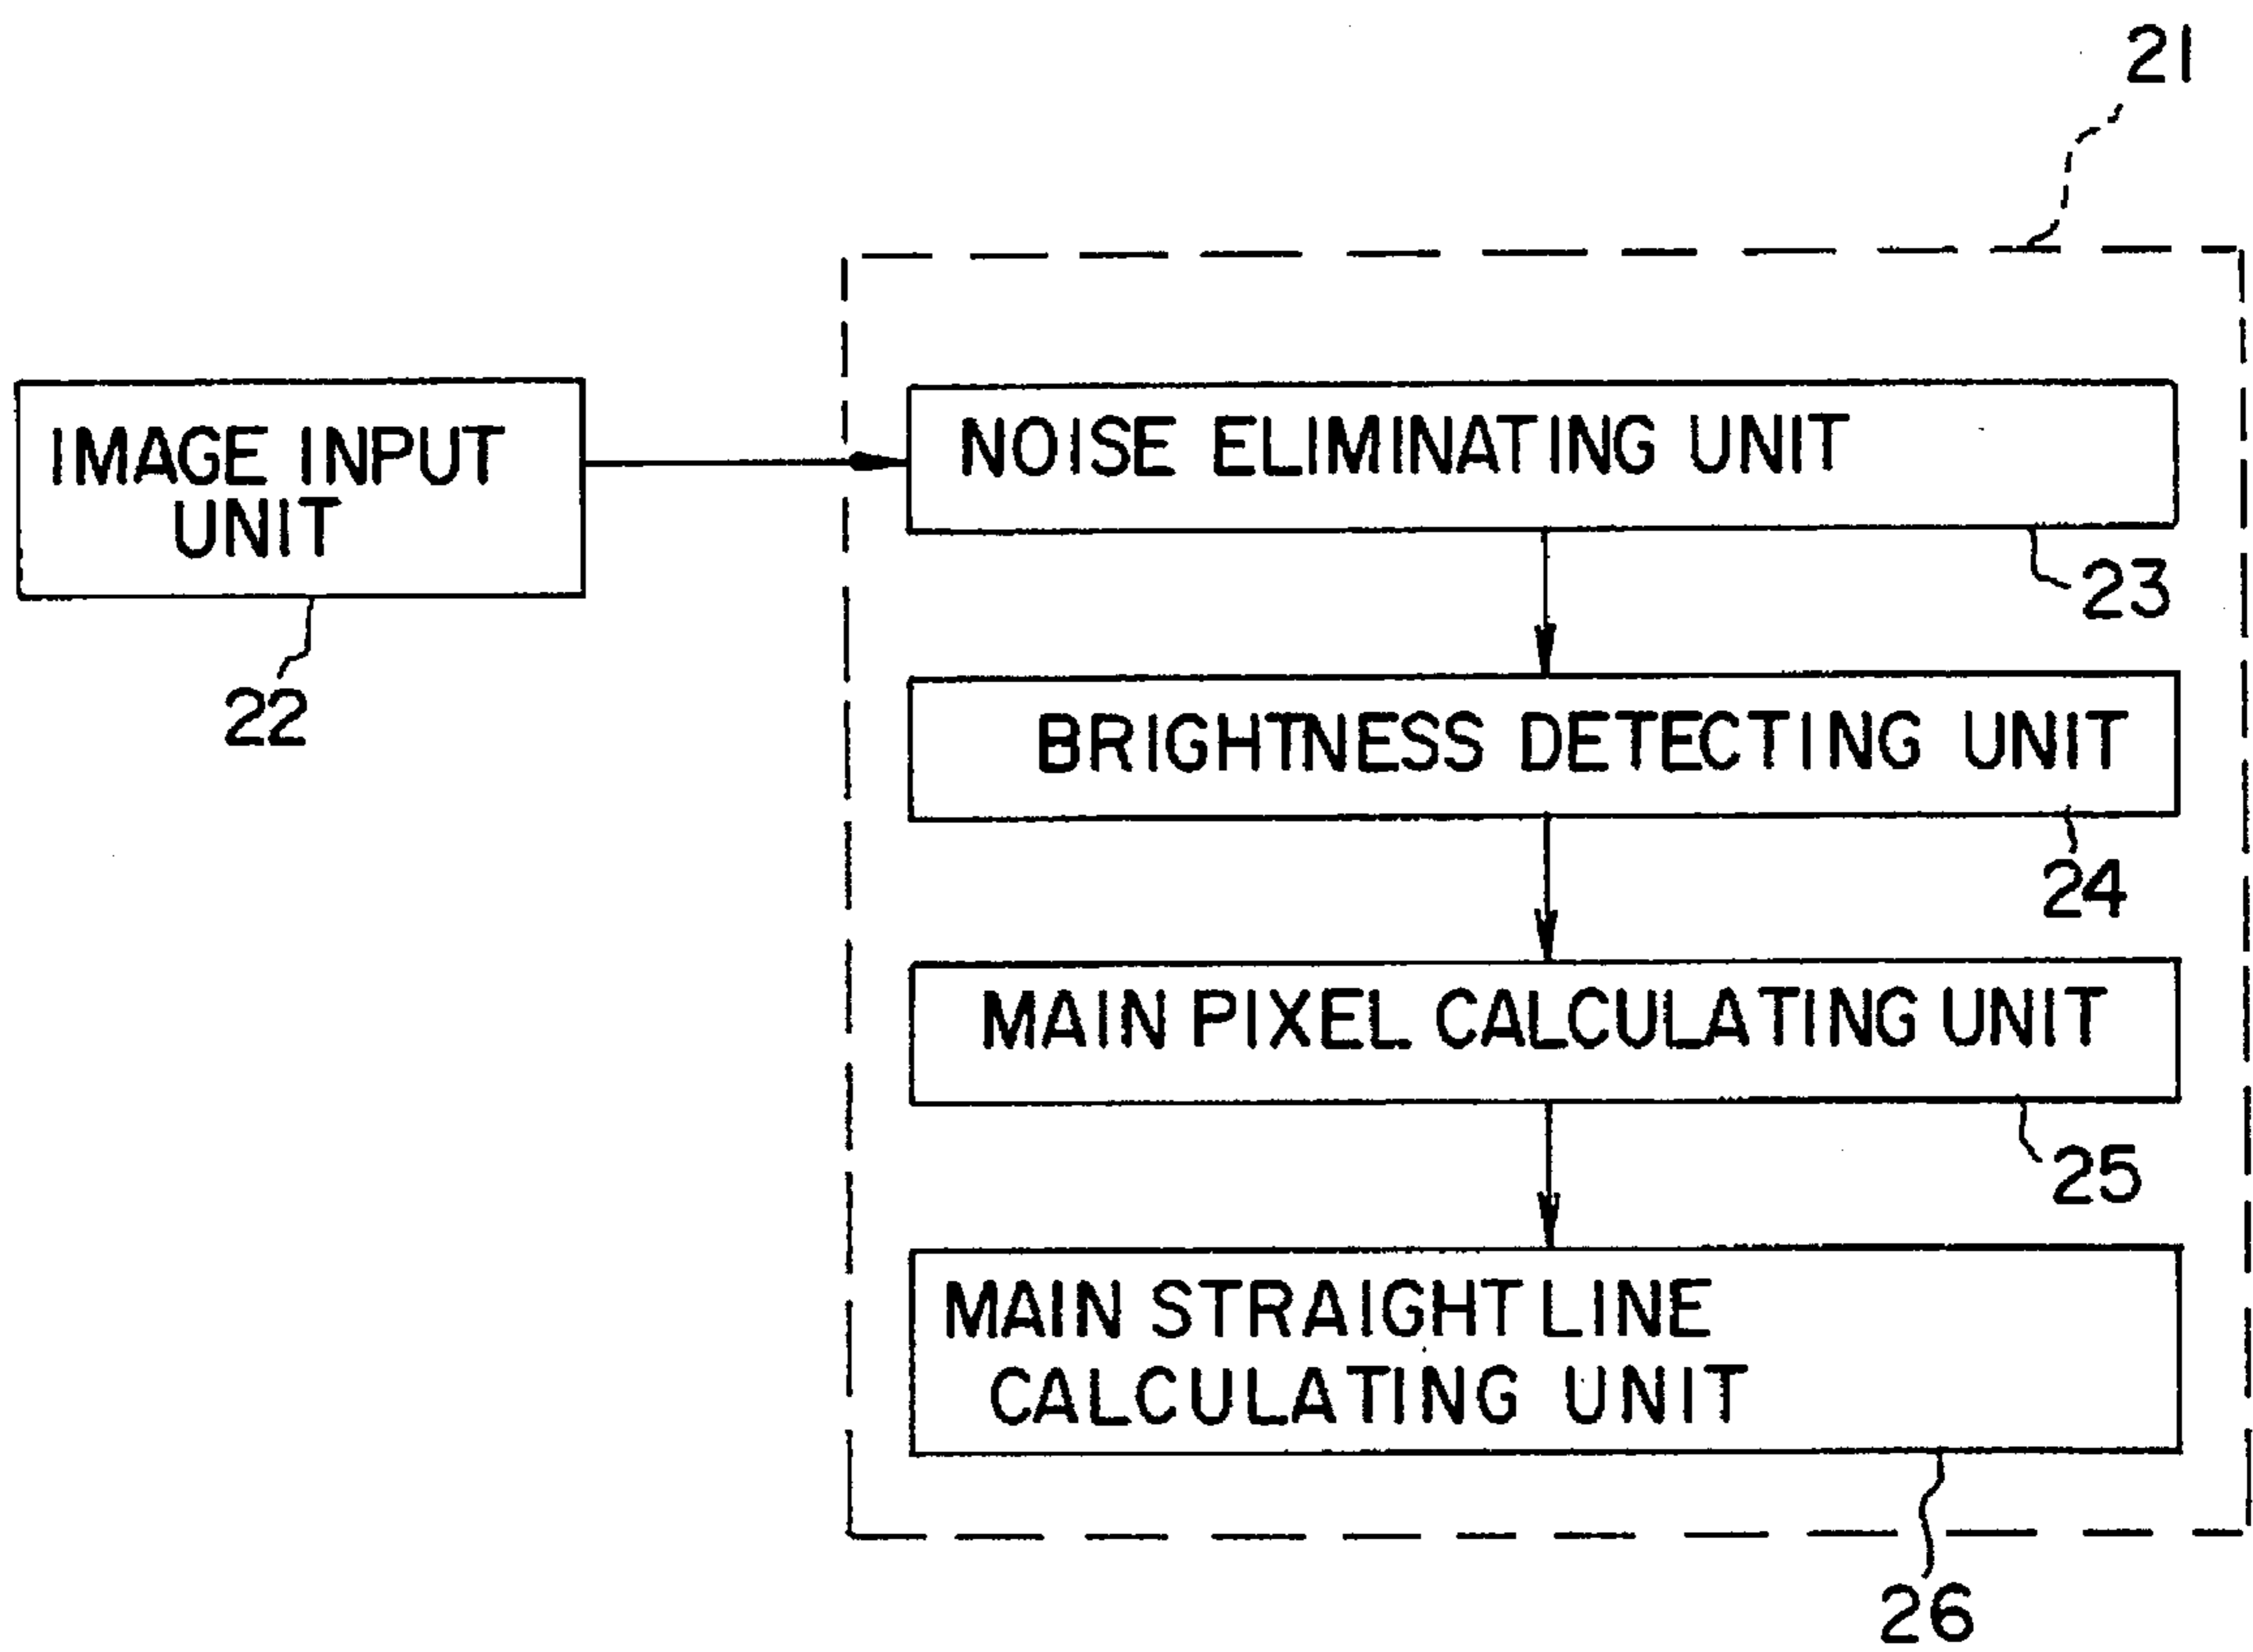 21
IMAGE INPUT
UNIT
22
NOISE ELIMINATING UNIT
23
BRIGHTNESS DETECTING UNIT
24
MAIN PIXEL CALCULATING UNIT
25
MAIN STRAIGHT LINE
CALCULATING UNIT
26